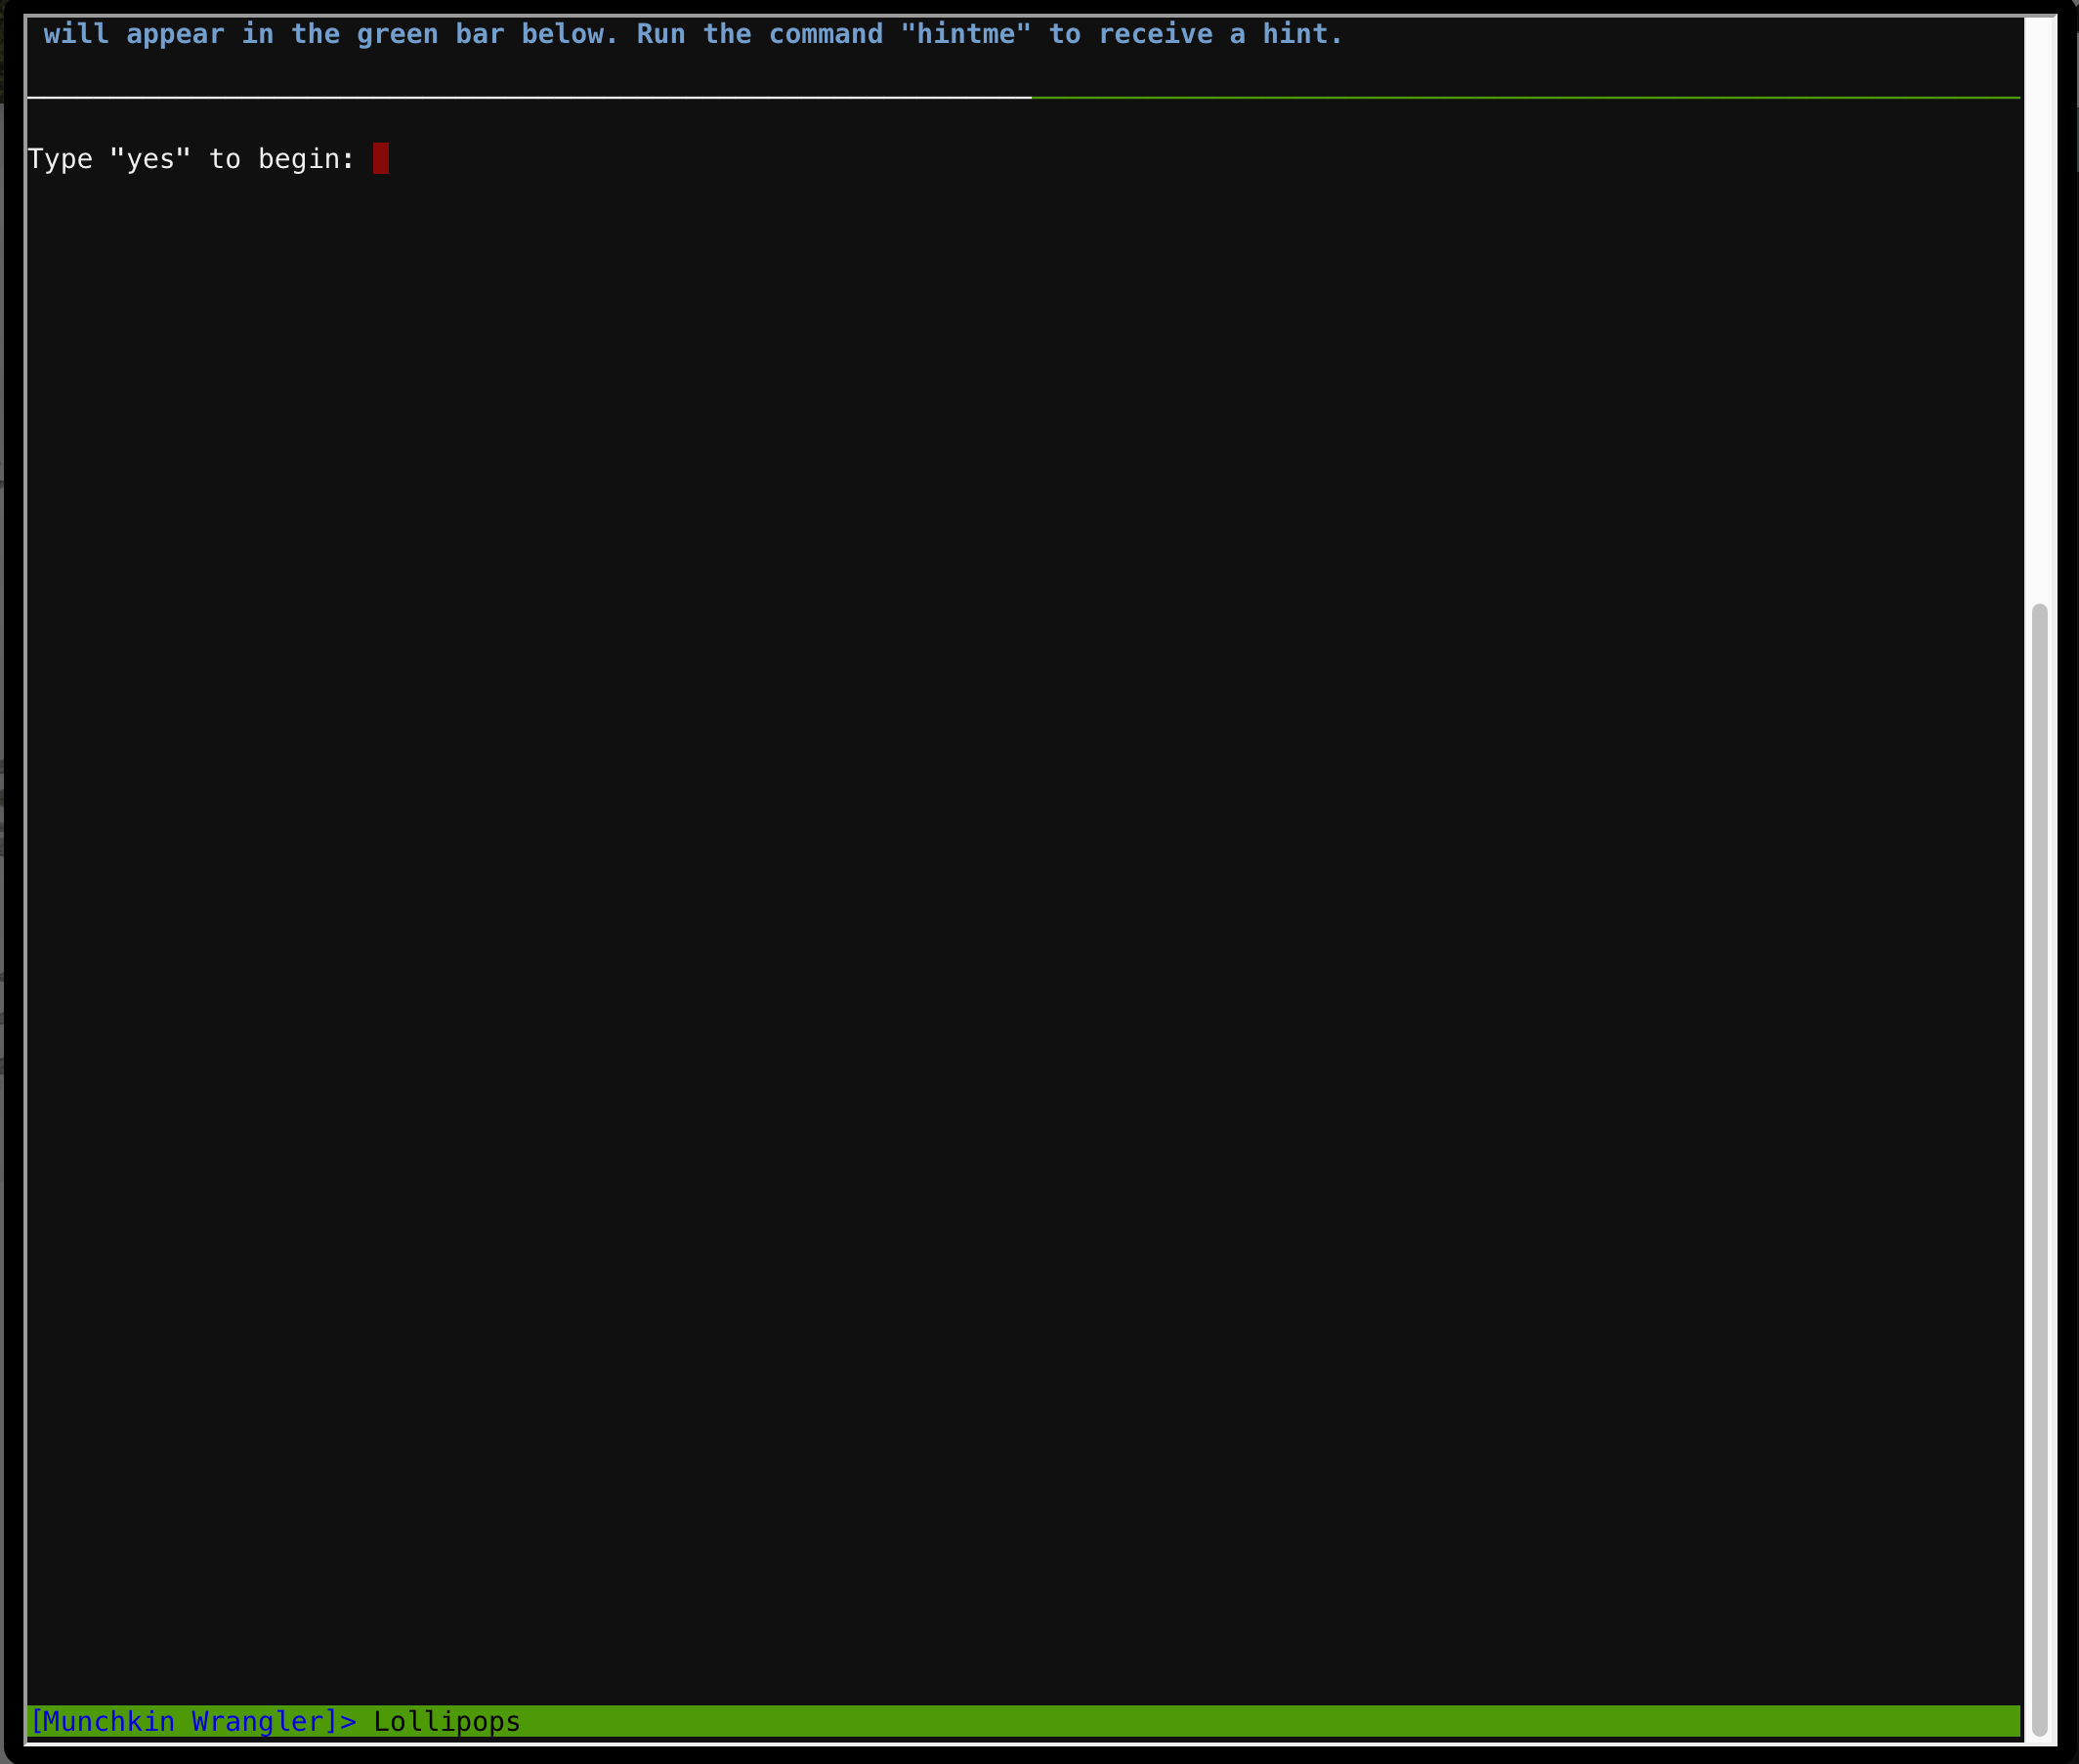 will appear in the green bar below. Run the command "hintme" to receive a hint.
Type "yes" to begin:
[Munchkin Wrangler]> Lollipops